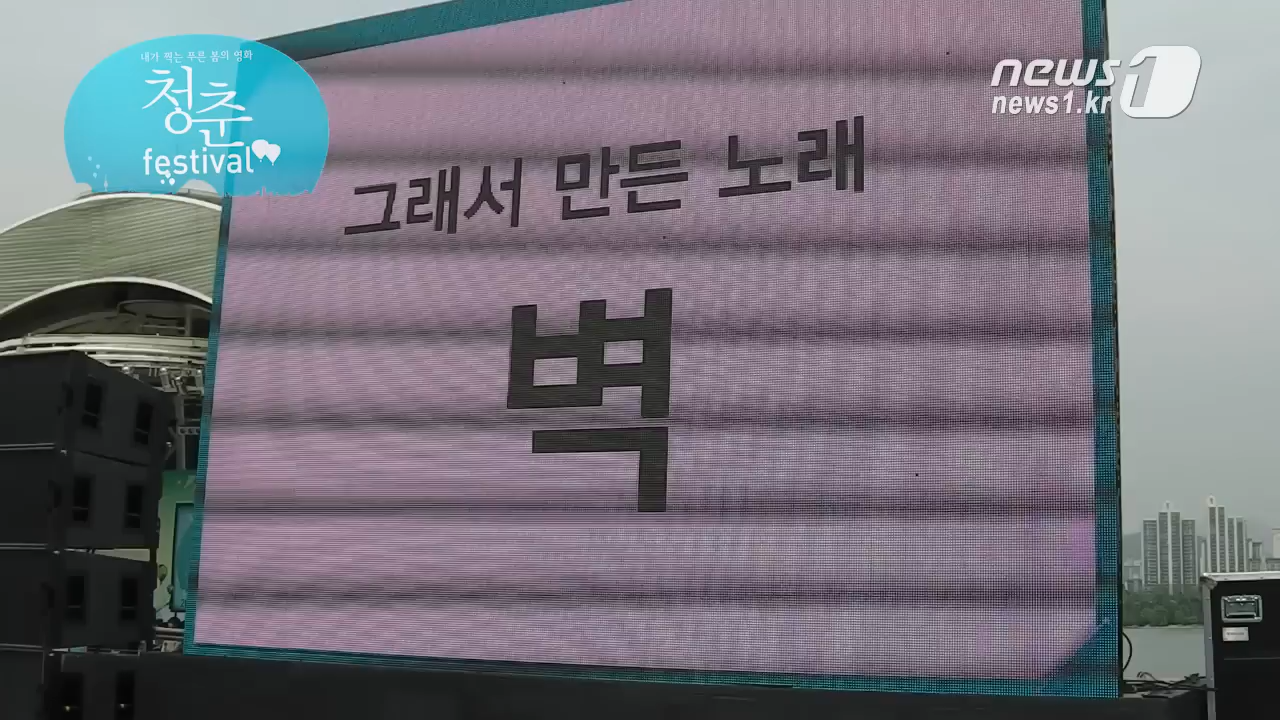 내가 찍는 푸른 봄의 영화
청춘
festival
news1
news1.kr
그래서 만든 노래
벽